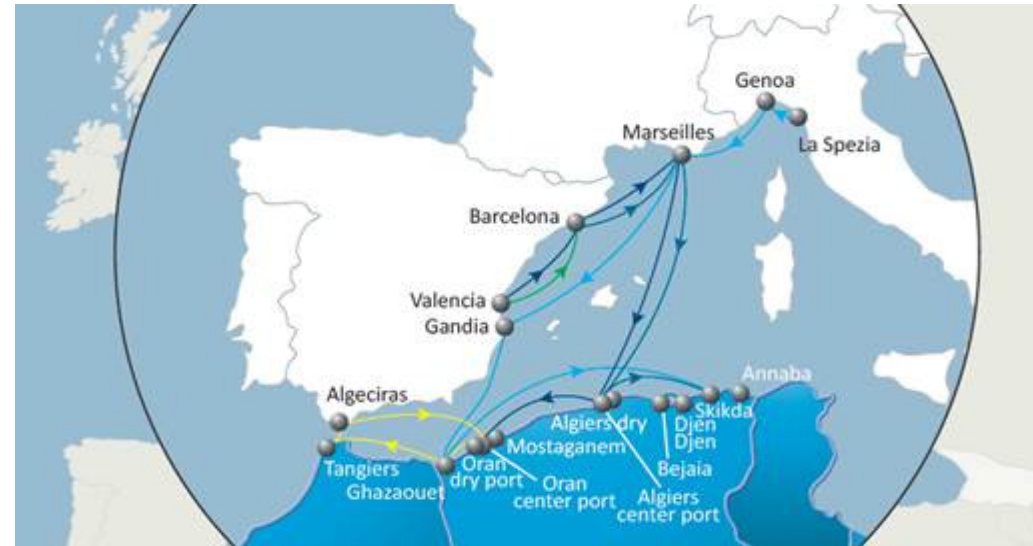 Genoa
Marseilles
La Spezia
Barcelona
Valencia
Gandia
Annaba
Algeciras
Skikda
Algiers dry
Djen
Djen
Mostaganem
Tangiers
Oran
dry port
Bejaia
Ghazaouet
Oran
center port
Algiers
center port